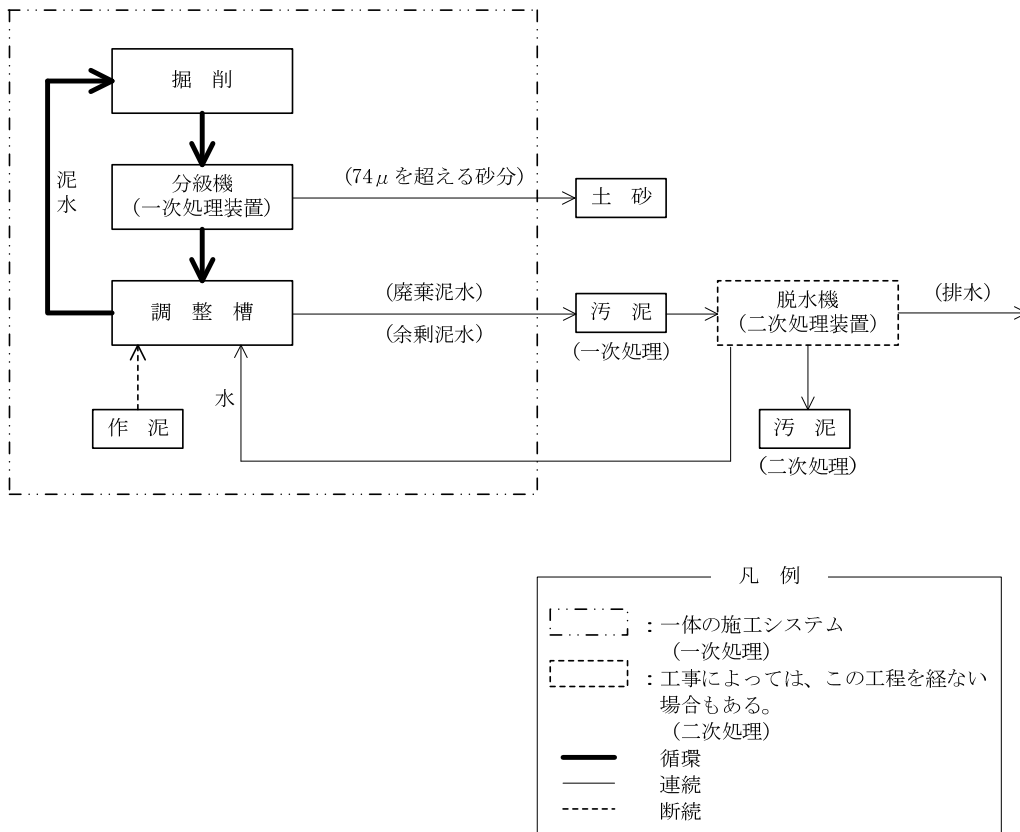 掘 削
泥水
分級機
(一次処理装置)
(74μを超える砂分)
土 砂
調 整 槽
(廃棄泥水)
(余剰泥水)
汚 泥
(一次処理)
脱水機
(二次処理装置)
(排水)
水
作 泥
汚 泥
(二次処理)
凡 例
：一体の施工システム
(一次処理)
：工事によっては、この工程を経ない
場合もある。
(二次処理)
循環
連続
断続